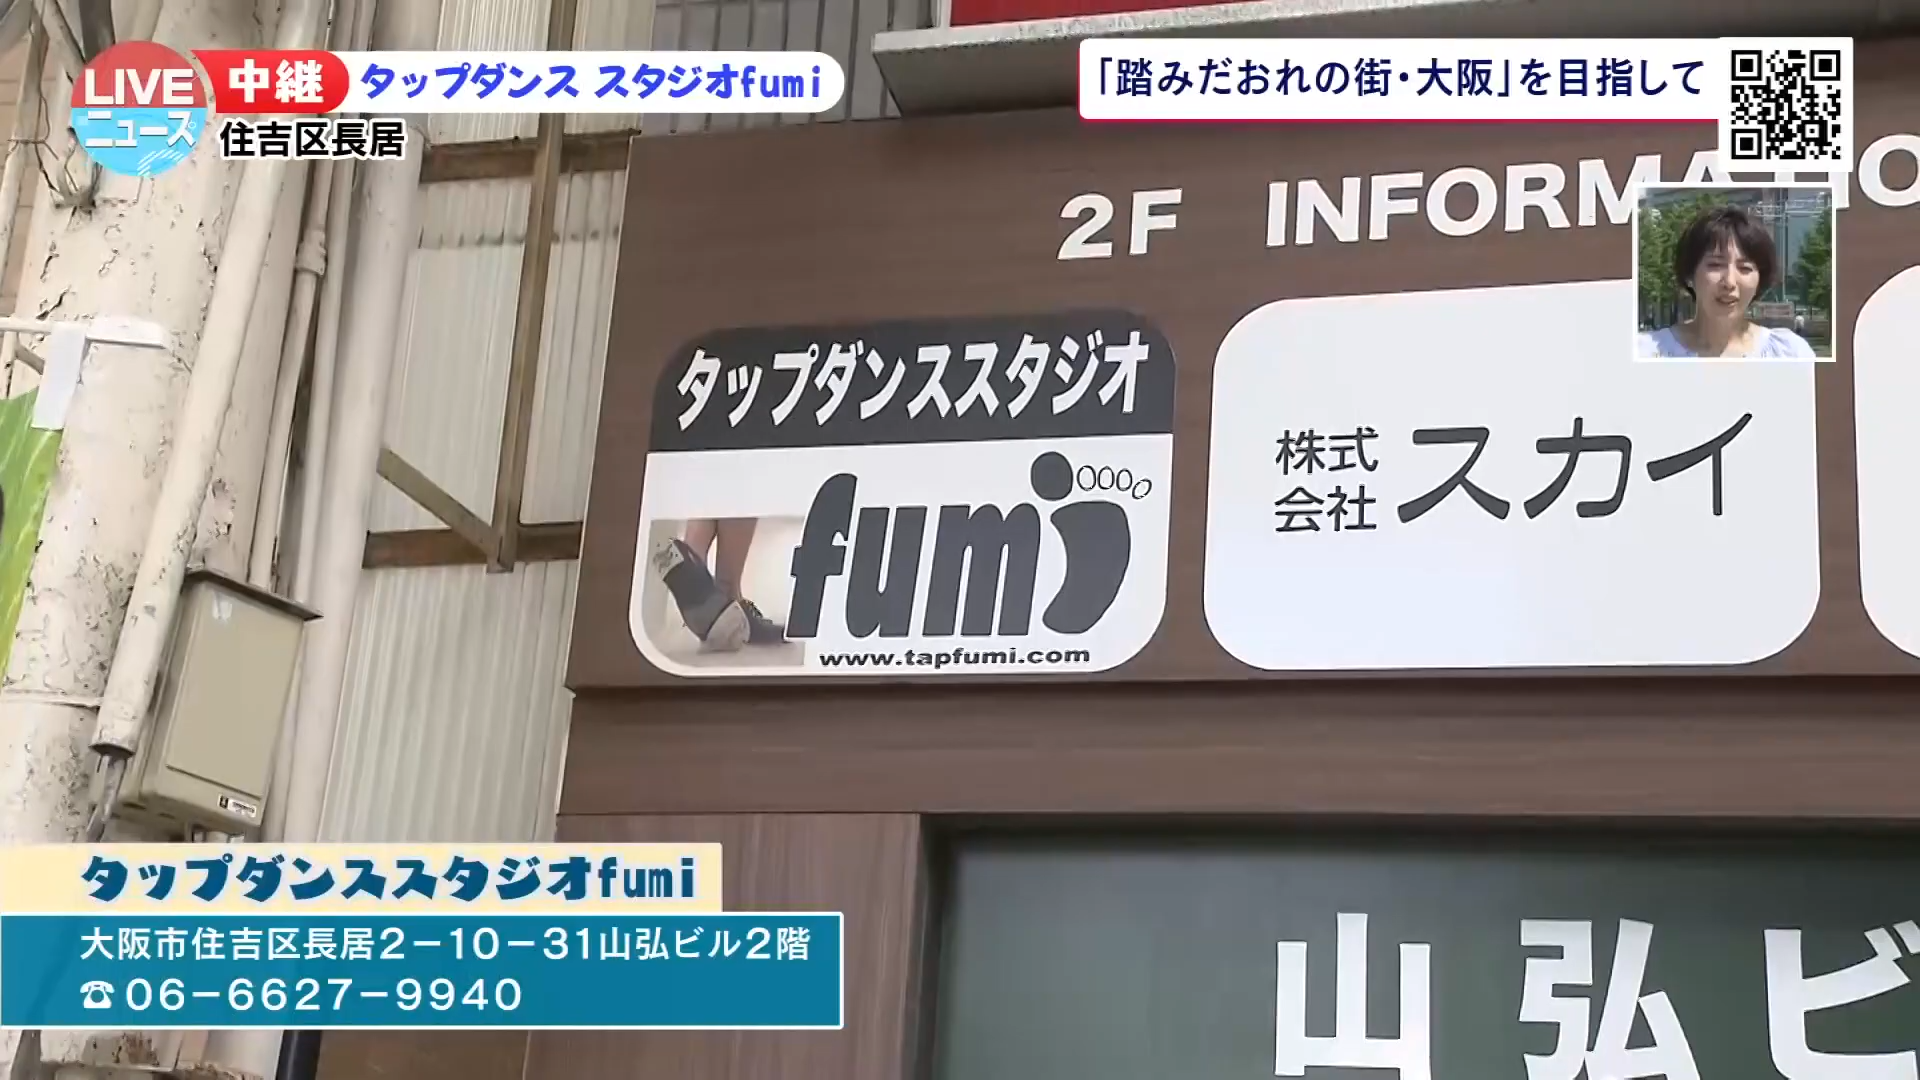 LIVE
ニュース
中継
タップダンス スタジオfumi
住吉区長居
「踏みだおれの街・大阪」を目指して
2F INFORMATIO
タップダンススタジオ
fumi
www.tapfumi.com
株式
会社
スカイ
山弘ビ
タップダンススタジオfumi
大阪市住吉区長居2−10−31山弘ビル2階
☎06−6627−9940